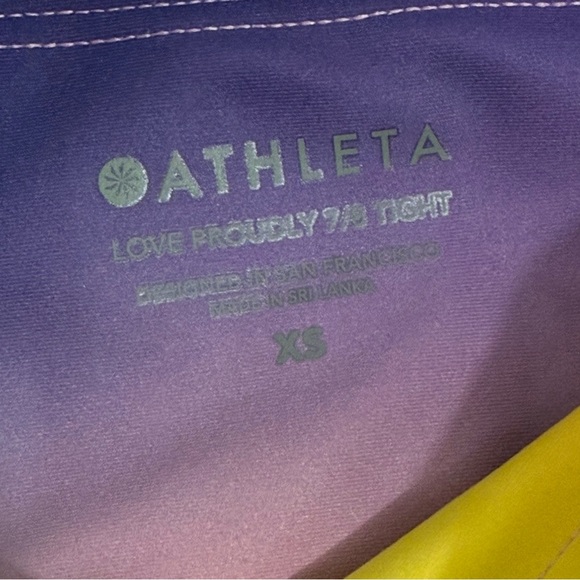 ATHLETA
LOVE PROUDLY 7/8 TIGHT
DESIGNED IN SAN FRANCISCO
MADE IN SRI LANKA
XS